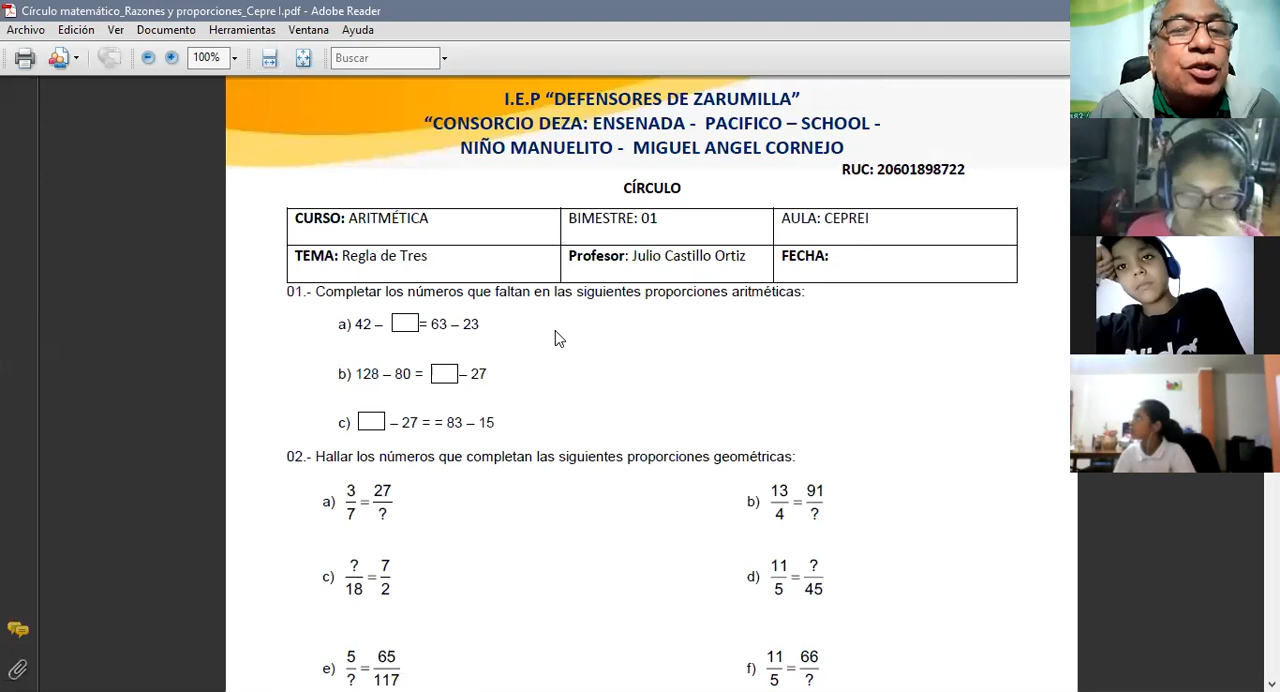 Círculo matemático_Razones y proporciones_Cepre I.pdf - Adobe Reader
Archivo Edición Ver Documento Herramientas Ventana Ayuda
100% Buscar
I.E.P “DEFENSORES DE ZARUMILLA”
“CONSORCIO DEZA: ENSENADA - PACIFICO – SCHOOL -
NIÑO MANUELITO - MIGUEL ANGEL CORNEJO
RUC: 20601898722
CÍRCULO
CURSO: ARITMÉTICA BIMESTRE: 01 AULA: CEPREI
TEMA: Regla de Tres Profesor: Julio Castillo Ortiz FECHA:
01.- Completar los números que faltan en las siguientes proporciones aritméticas:
a) 42 – = 63 – 23
b) 128 – 80 = – 27
c) – 27 = = 83 – 15
02.- Hallar los números que completan las siguientes proporciones geométricas:
a) 3/7 = 27/? b) 13/4 = 91/?
c) ?/18 = 7/2 d) 11/5 = ?/45
e) 5/? = 65/117 f) 11/5 = 66/?